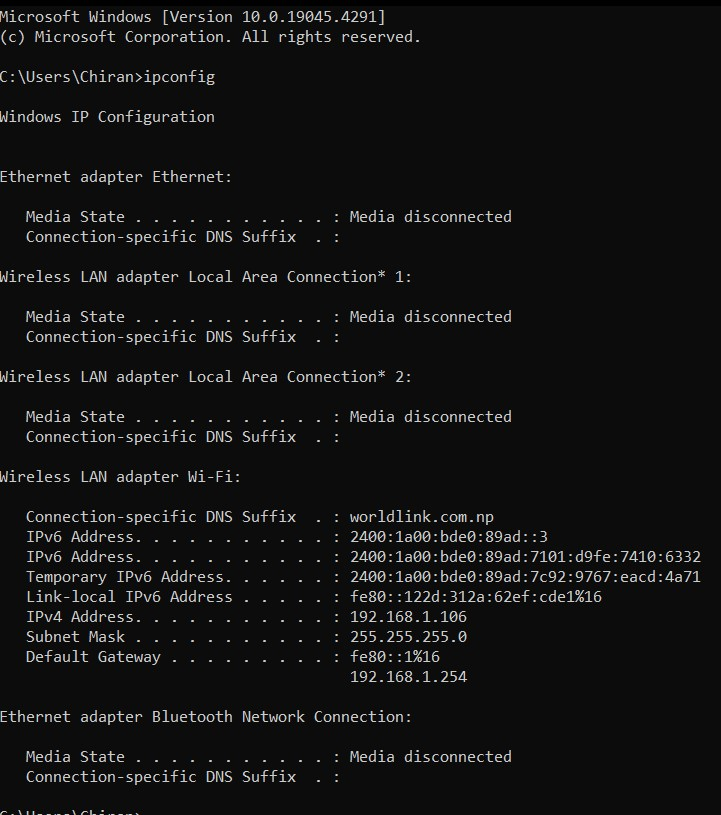 Microsoft Windows [Version 10.0.19045.4291]
(c) Microsoft Corporation. All rights reserved.
C:\Users\Chiran>ipconfig
Windows IP Configuration
Ethernet adapter Ethernet:
Media State . . . . . . . . . . . : Media disconnected
Connection-specific DNS Suffix  . :
Wireless LAN adapter Local Area Connection* 1:
Media State . . . . . . . . . . . : Media disconnected
Connection-specific DNS Suffix  . :
Wireless LAN adapter Local Area Connection* 2:
Media State . . . . . . . . . . . : Media disconnected
Connection-specific DNS Suffix  . :
Wireless LAN adapter Wi-Fi:
Connection-specific DNS Suffix  . : worldlink.com.np
IPv6 Address. . . . . . . . . . . : 2400:1a00:bde0:89ad::3
IPv6 Address. . . . . . . . . . . : 2400:1a00:bde0:89ad:7101:d9fe:7410:6332
Temporary IPv6 Address. . . . . . : 2400:1a00:bde0:89ad:7c92:9767:eacd:4a71
Link-local IPv6 Address . . . . . : fe80::122d:312a:62ef:cde1%16
IPv4 Address. . . . . . . . . . . : 192.168.1.106
Subnet Mask . . . . . . . . . . . : 255.255.255.0
Default Gateway . . . . . . . . . : fe80::1%16
192.168.1.254
Ethernet adapter Bluetooth Network Connection:
Media State . . . . . . . . . . . : Media disconnected
Connection-specific DNS Suffix  . :
C:\Users\Chiran>